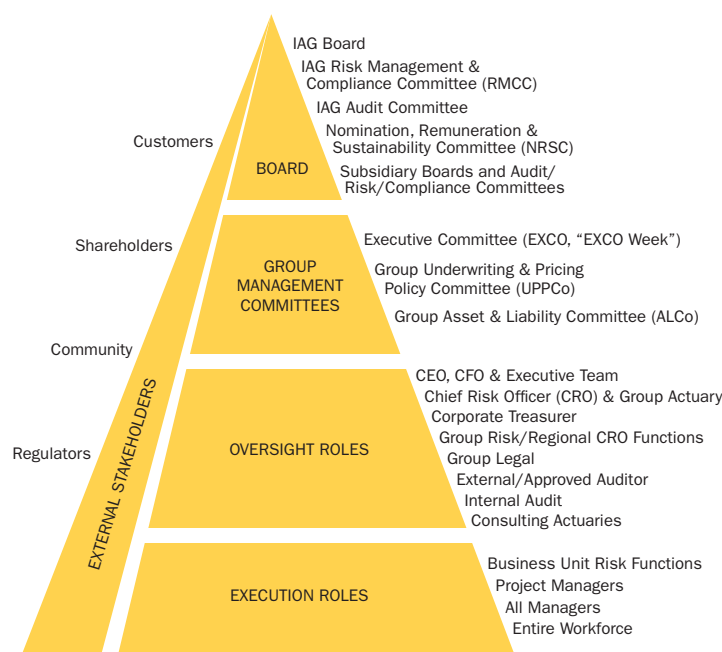 IAG Board
IAG Risk Management &
Compliance Committee (RMCC)
IAG Audit Committee
Nomination, Remuneration &
Sustainability Committee (NRSC)
Subsidiary Boards and Audit/
Risk/Compliance Committees
BOARD
Customers
Shareholders
Community
Regulators
EXTERNAL STAKEHOLDERS
GROUP
MANAGEMENT
COMMITTEES
Executive Committee (EXCO, “EXCO Week”)
Group Underwriting & Pricing
Policy Committee (UPPCo)
Group Asset & Liability Committee (ALCo)
OVERSIGHT ROLES
CEO, CFO & Executive Team
Chief Risk Officer (CRO) & Group Actuary
Corporate Treasurer
Group Risk/Regional CRO Functions
Group Legal
External/Approved Auditor
Internal Audit
Consulting Actuaries
EXECUTION ROLES
Business Unit Risk Functions
Project Managers
All Managers
Entire Workforce